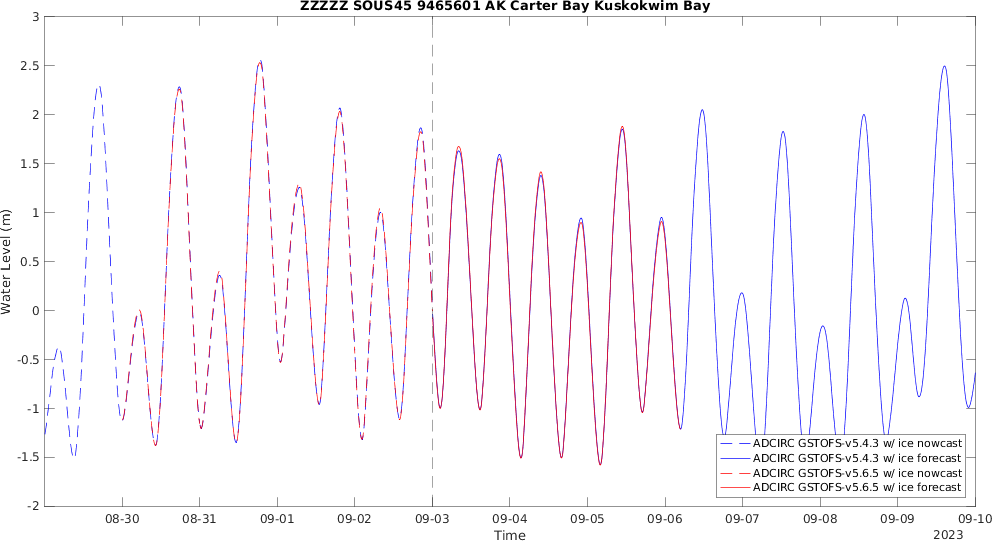 ZZZZZ SOUS45 9465601 AK Carter Bay Kuskokwim Bay
3
2.5
2
1.5
1
0.5
0
-0.5
-1
-1.5
-2
Water Level (m)
ADCIRC GSTOFS-v5.4.3 w/ ice nowcast
ADCIRC GSTOFS-v5.4.3 w/ ice forecast
ADCIRC GSTOFS-v5.6.5 w/ ice nowcast
ADCIRC GSTOFS-v5.6.5 w/ ice forecast
08-30 08-31 09-01 09-02 09-03 09-04 09-05 09-06 09-07 09-08 09-09 09-10
Time
2023